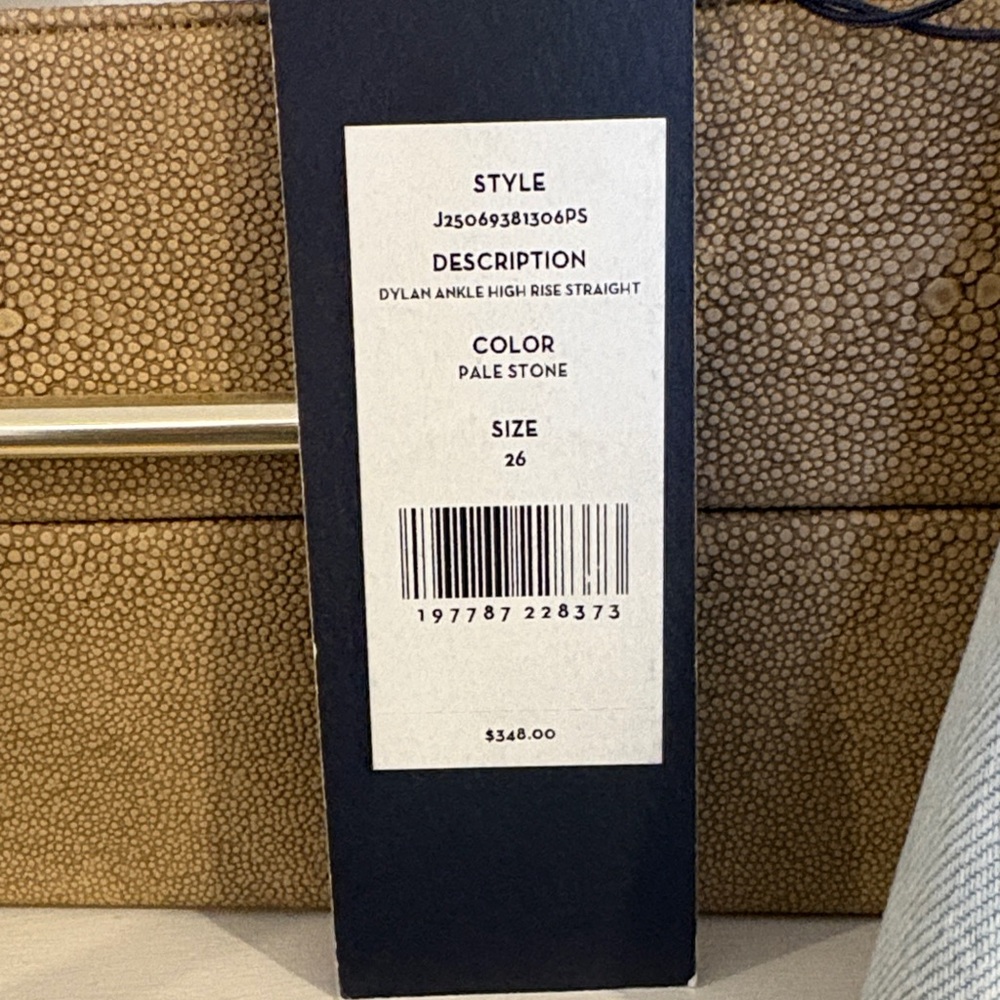 STYLE
J25069381306PS
DESCRIPTION
DYLAN ANKLE HIGH RISE STRAIGHT
COLOR
PALE STONE
SIZE
26
197787 228373
$348.00